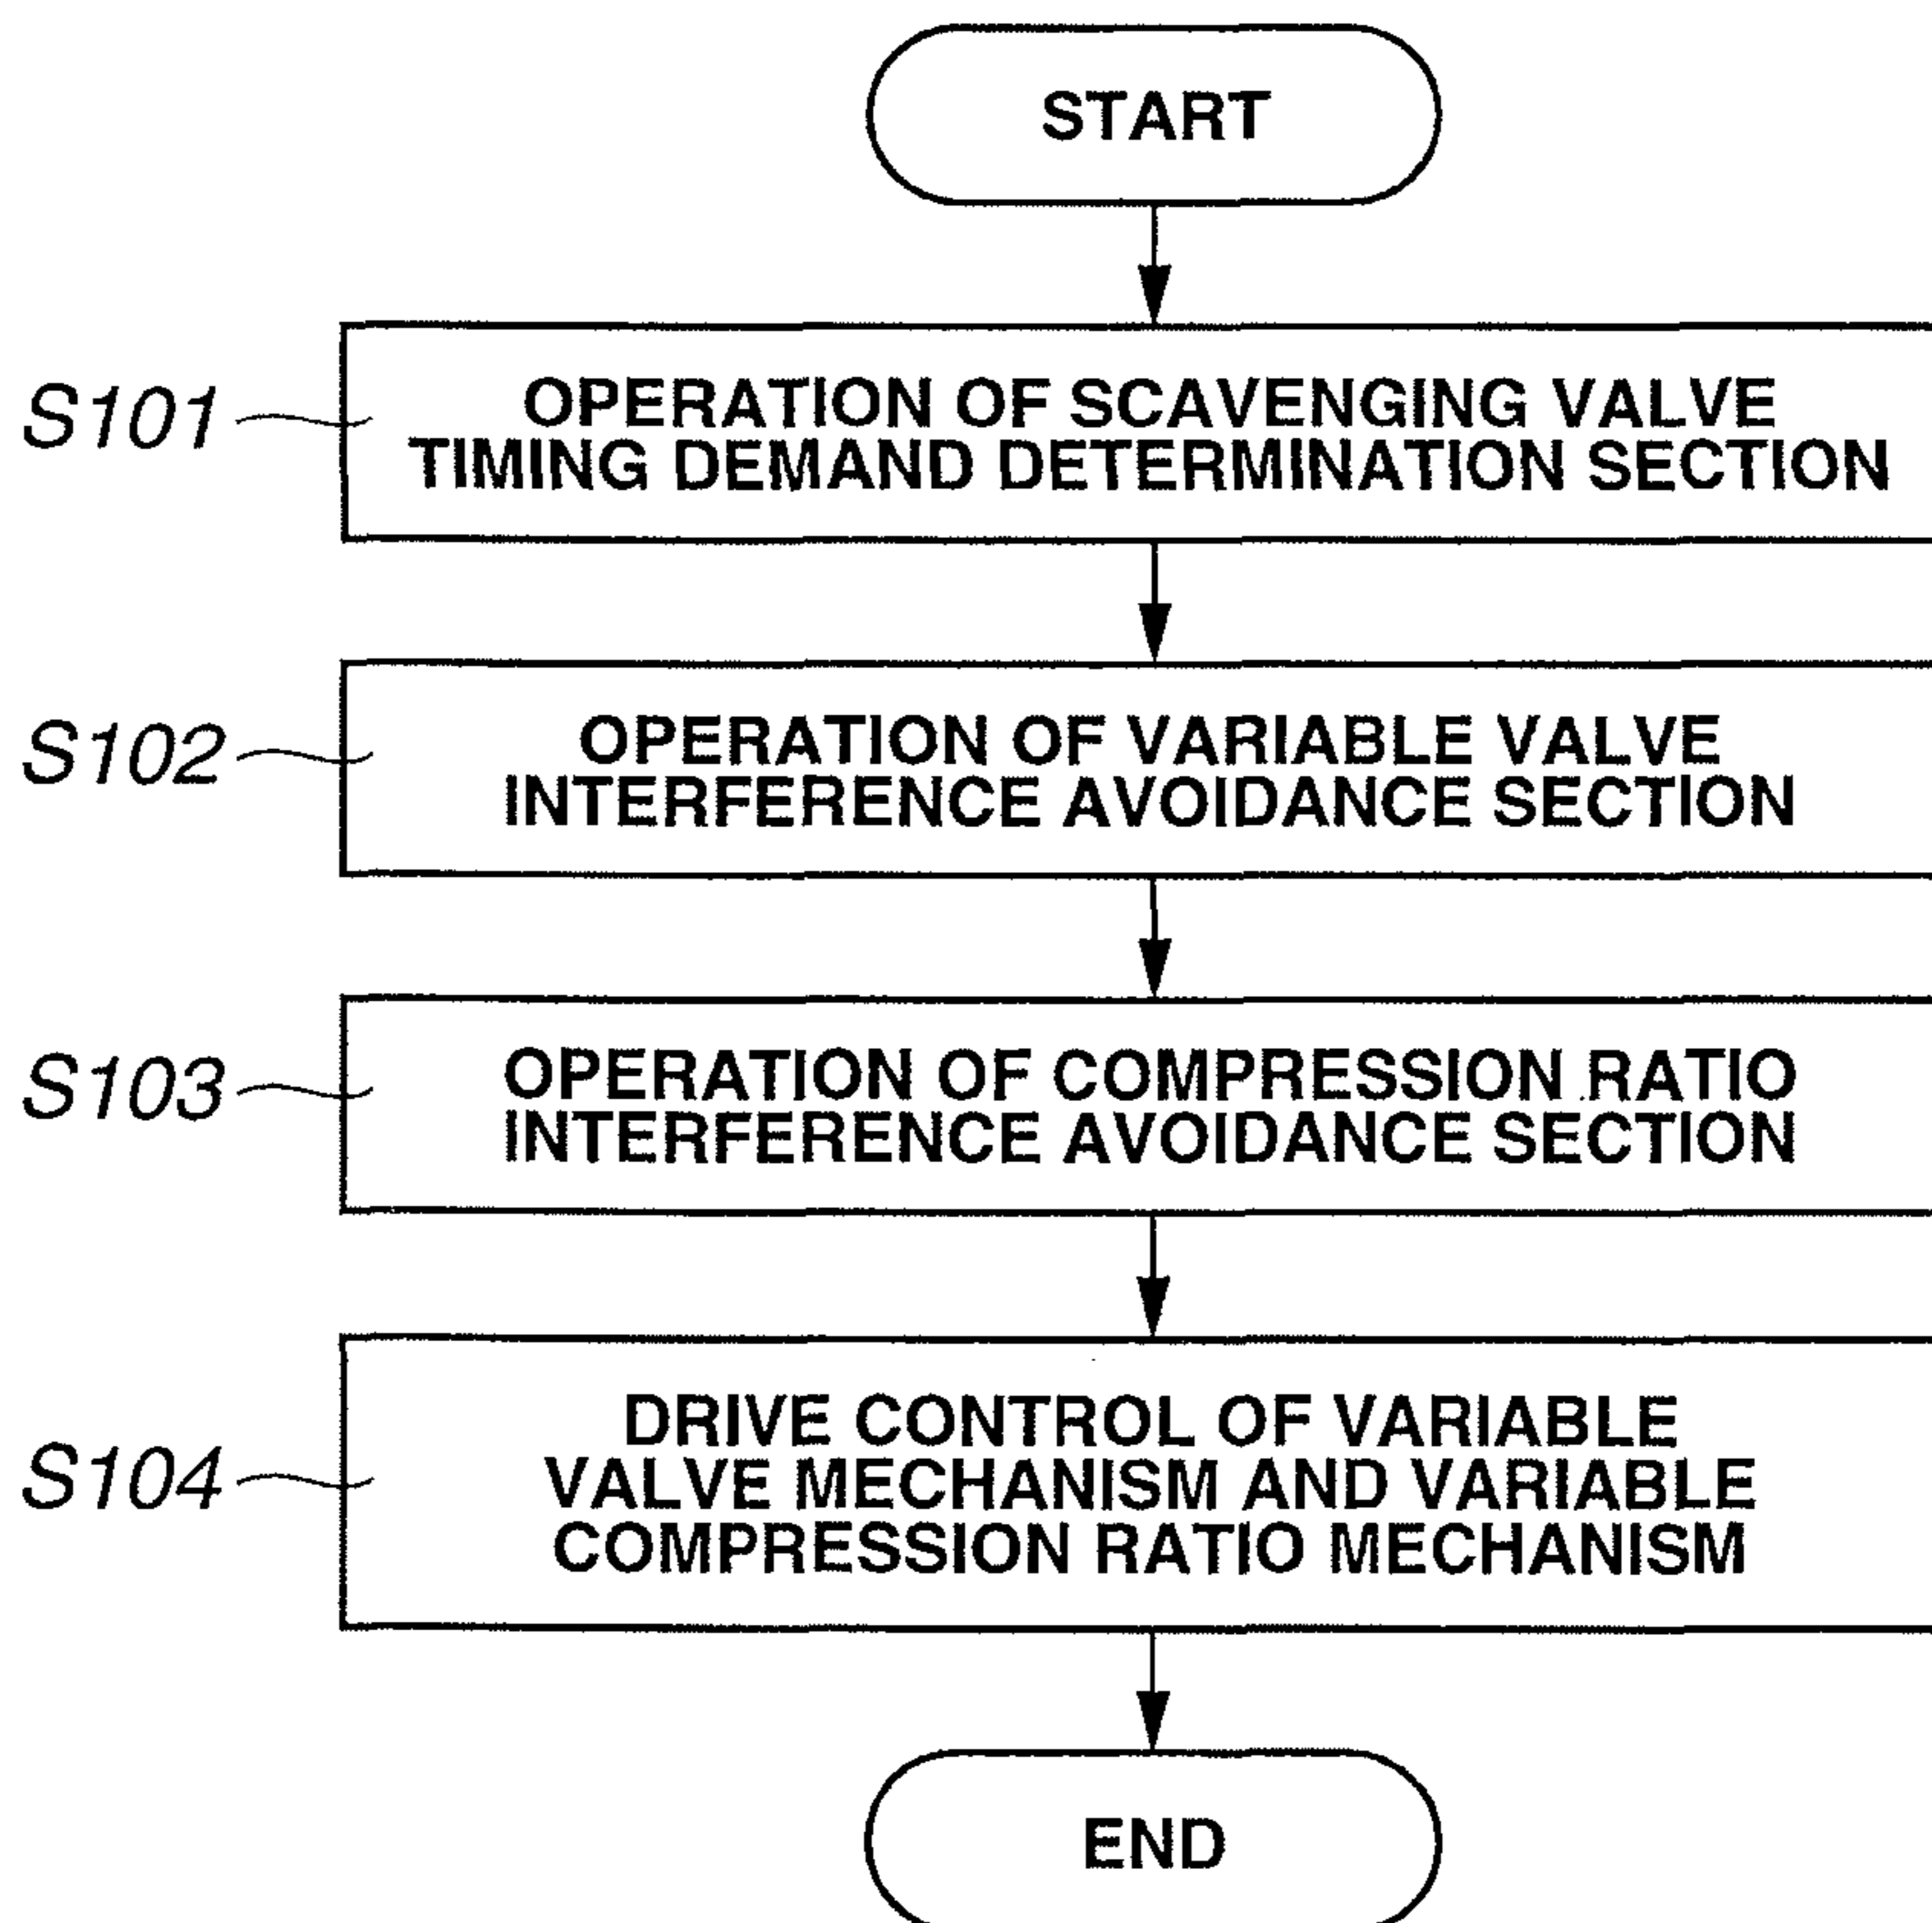 START
S101
OPERATION OF SCAVENGING VALVE
TIMING DEMAND DETERMINATION SECTION
S102
OPERATION OF VARIABLE VALVE
INTERFERENCE AVOIDANCE SECTION
S103
OPERATION OF COMPRESSION RATIO
INTERFERENCE AVOIDANCE SECTION
S104
DRIVE CONTROL OF VARIABLE
VALVE MECHANISM AND VARIABLE
COMPRESSION RATIO MECHANISM
END